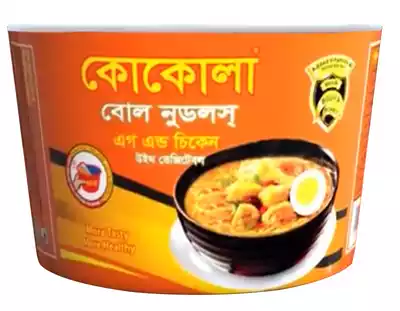 কোকোলা
বোল নুডলস্
এগ এন্ড চিকেন
উইথ ভেজিটেবল
More Tasty
More Healthy